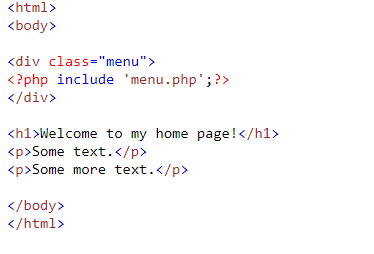 <html>
<body>
<div class="menu">
<?php include 'menu.php';?>
</div>
<h1>Welcome to my home page!</h1>
<p>Some text.</p>
<p>Some more text.</p>
</body>
</html>